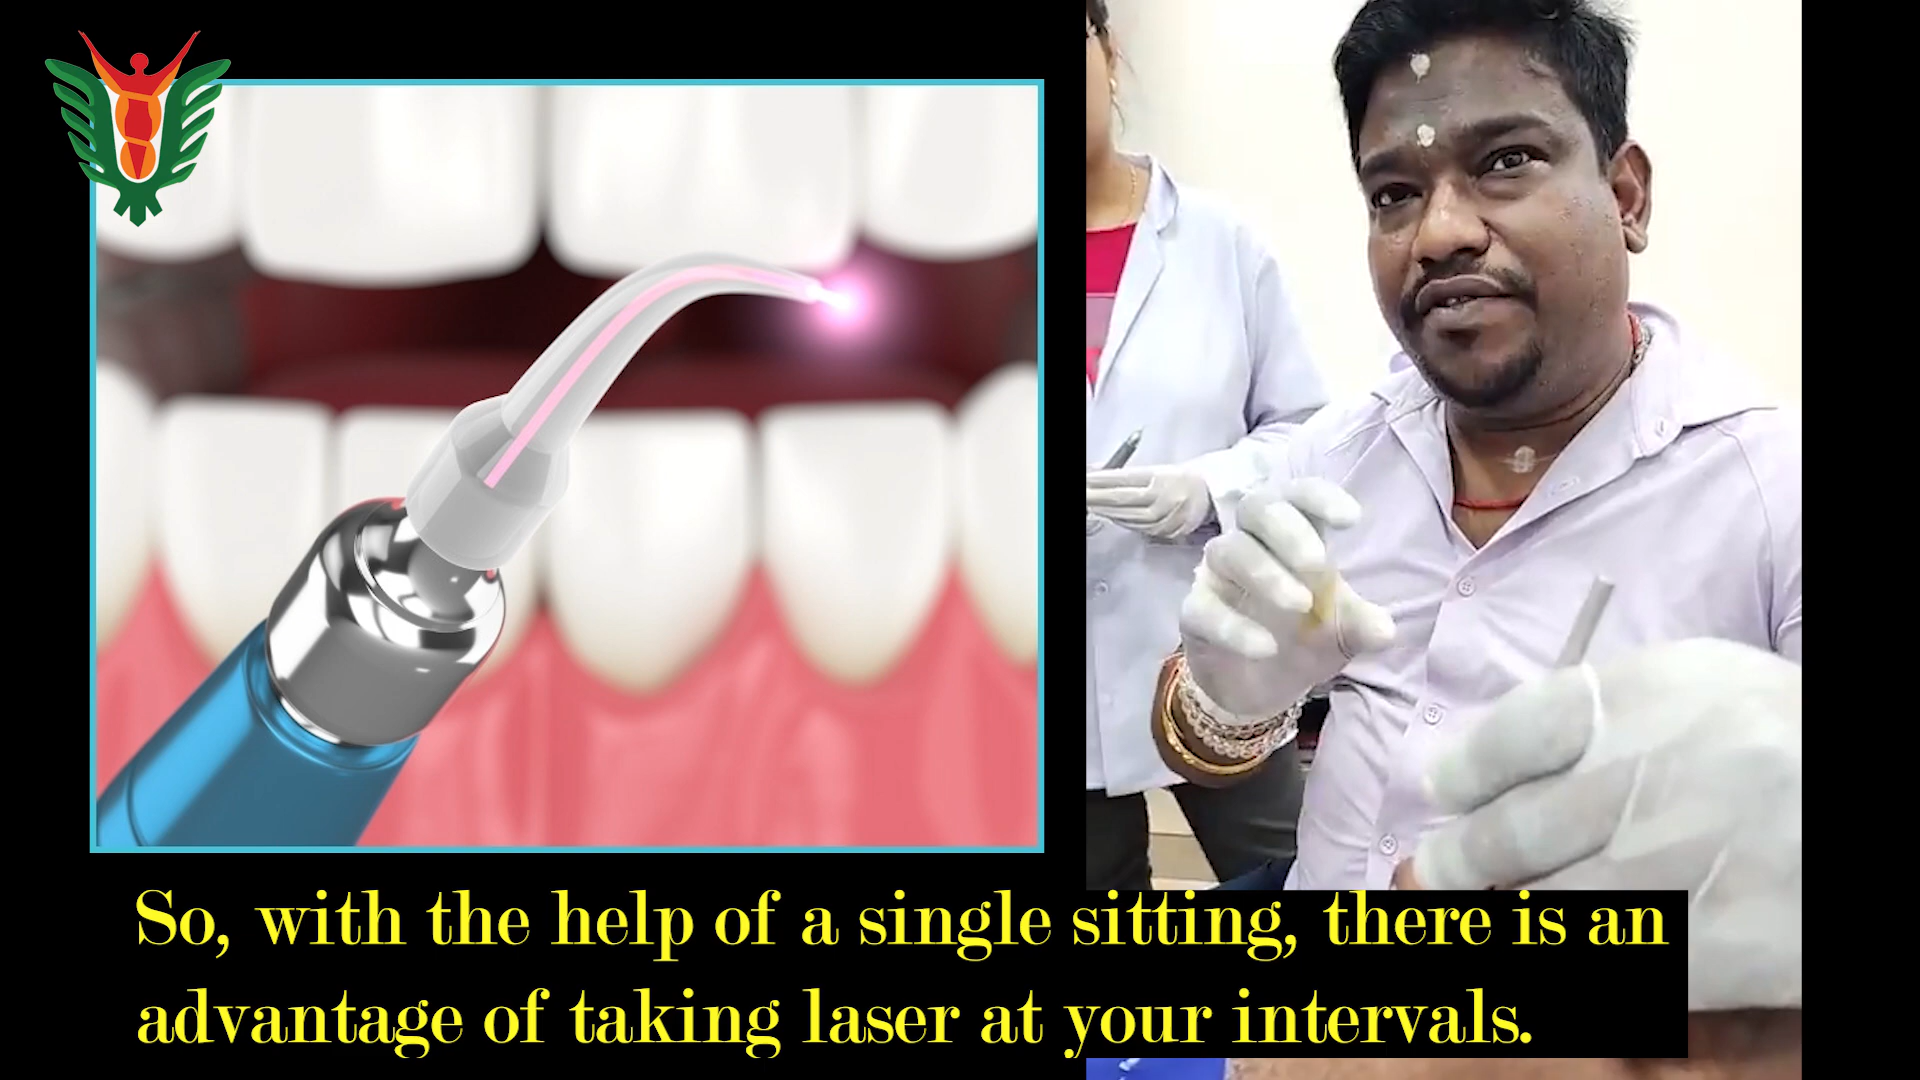 So, with the help of a single sitting, there is an
advantage of taking laser at your intervals.